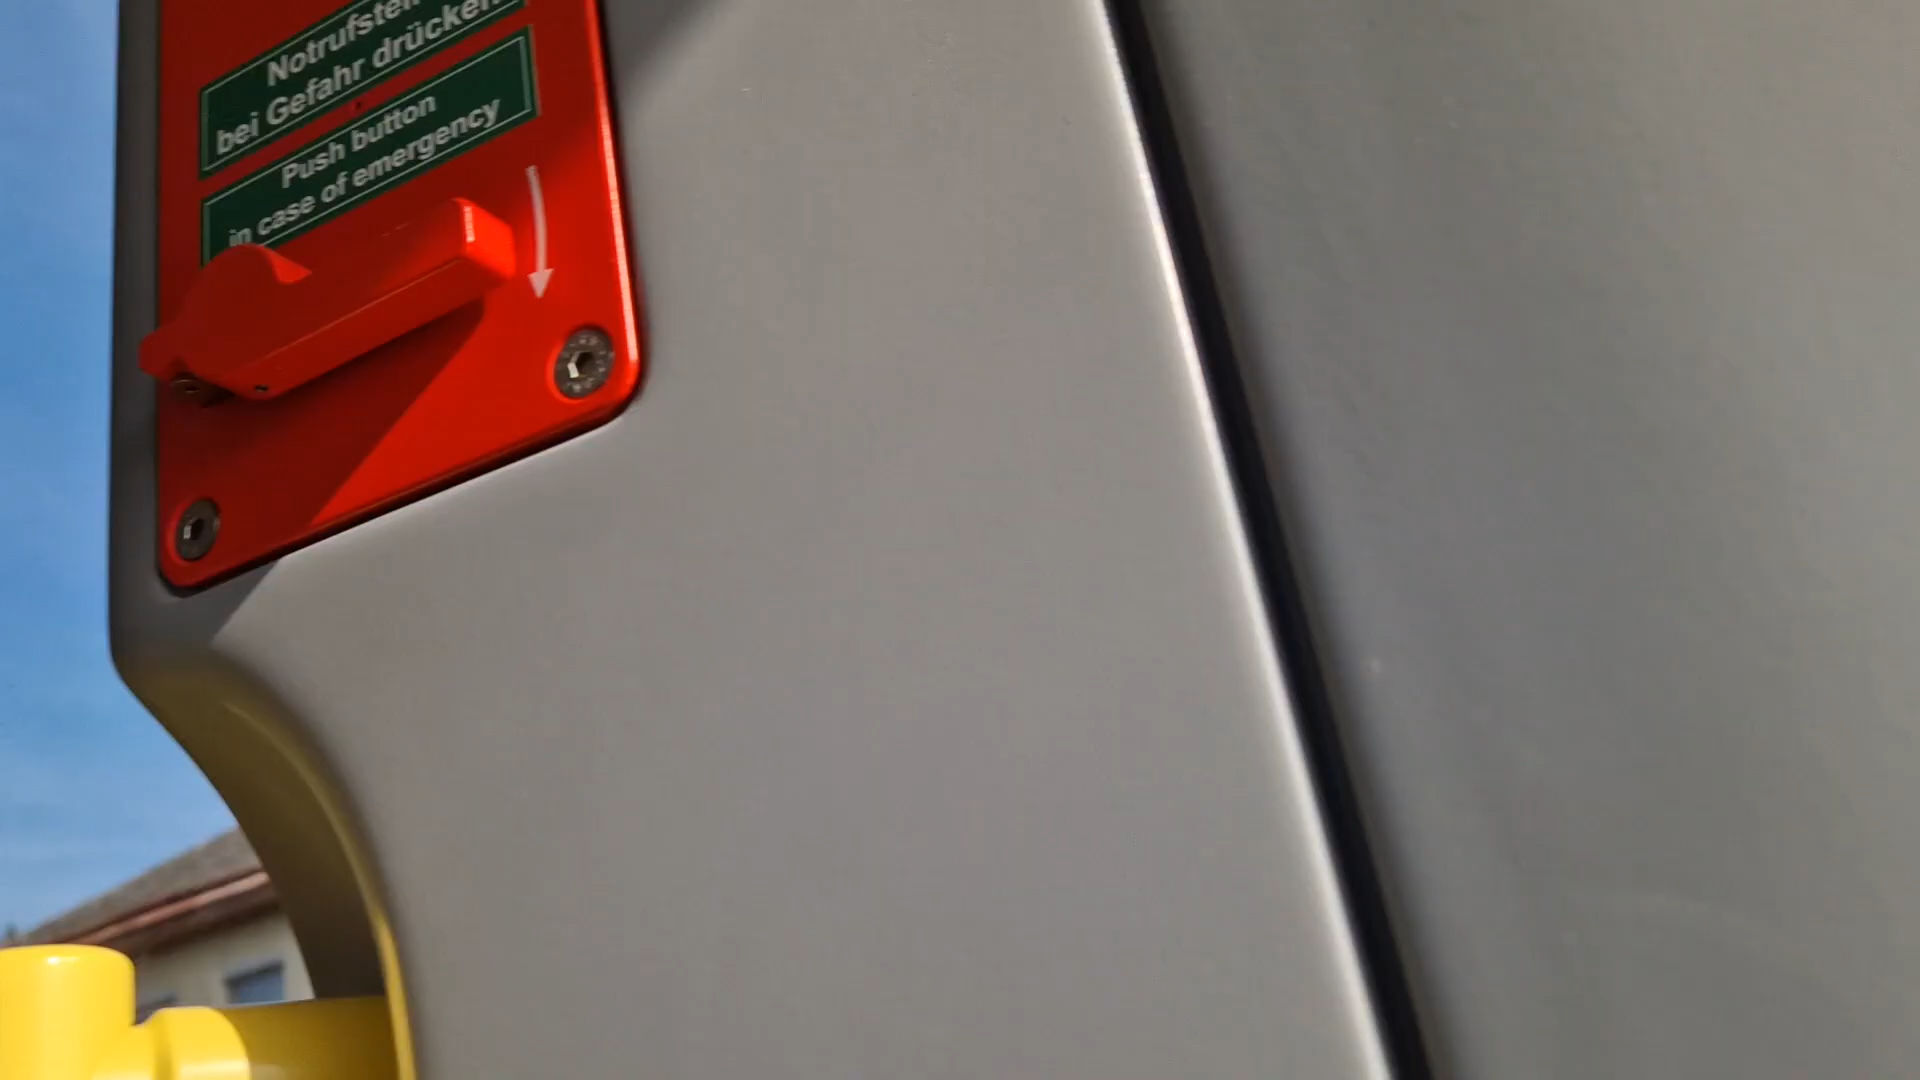 bei Gefahr drücken
Push button
in case of emergency